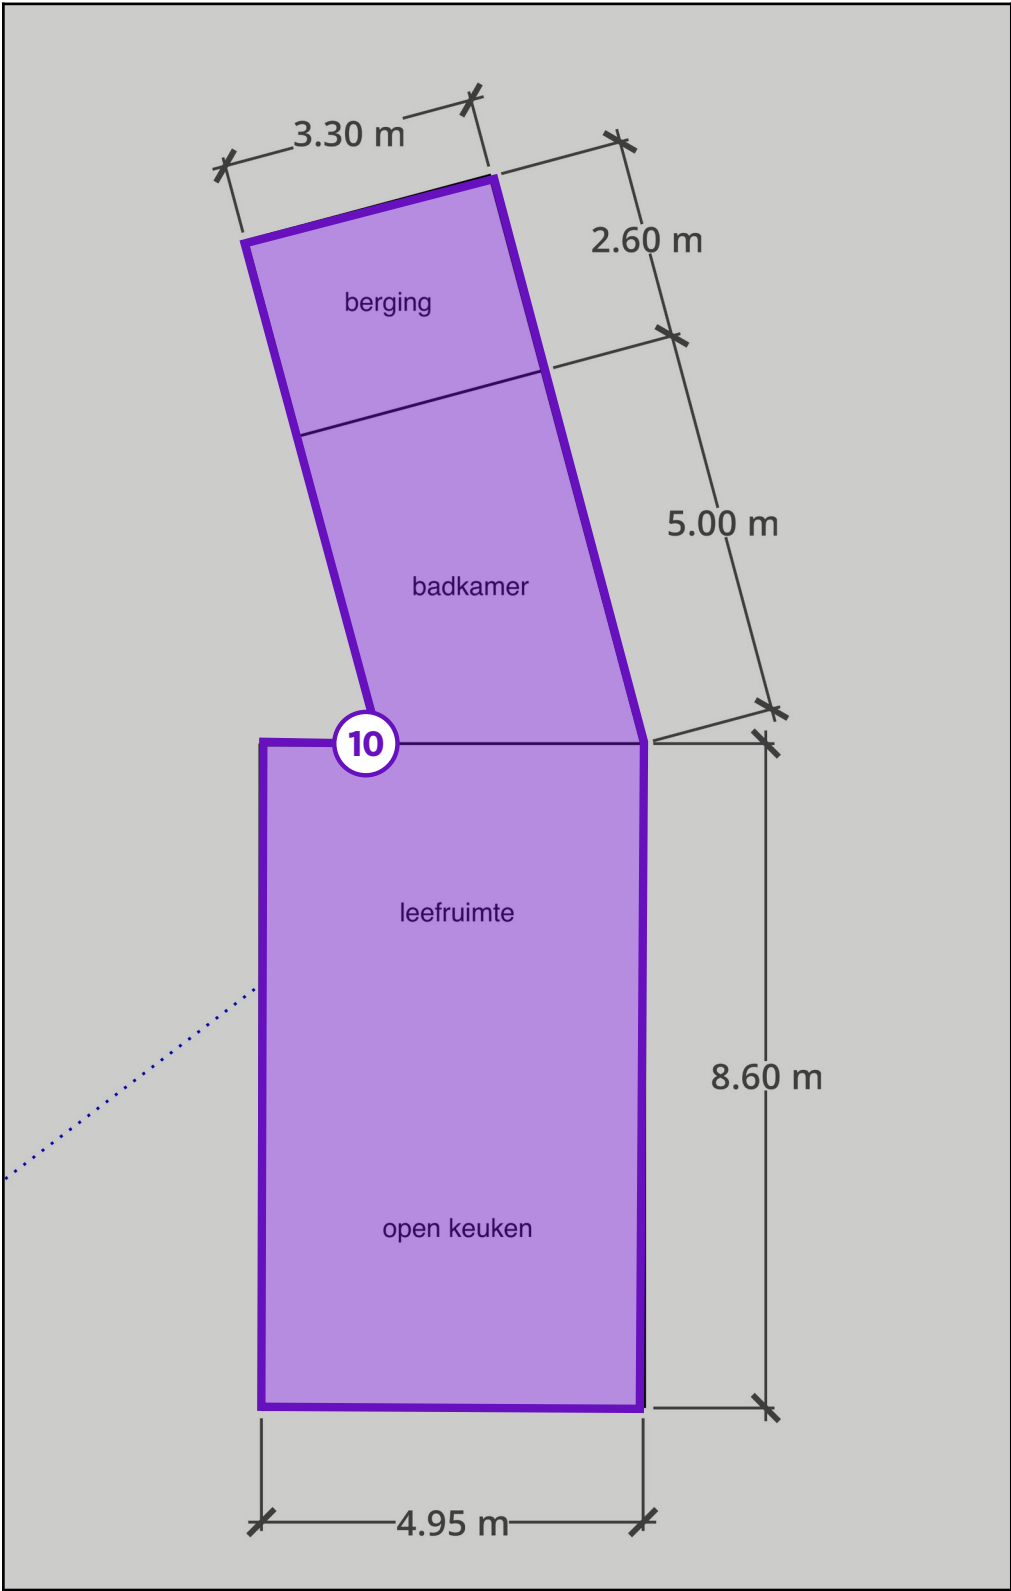 3.30 m
2.60 m
berging
5.00 m
badkamer
10
leefruimte
8.60 m
open keuken
4.95 m